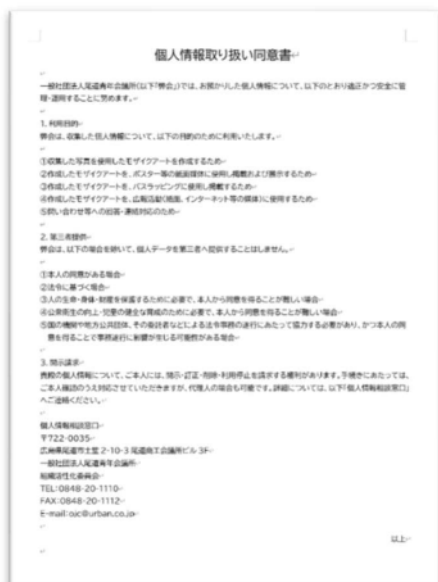 個人情報取り扱い同意書
一般社団法人尾道青年会議所(以下「弊会」)では、お預かりした個人情報について、以下のとおり適正かつ安全に管
理・運用することに努めます。
1. 利用目的
弊会は、収集した個人情報について、以下の目的のために利用いたします。
①収集した写真を使用したモザイクアートを作成するため
②作成したモザイクアートを、ポスター等の紙面媒体に使用し掲載および展示するため
③作成したモザイクアートを、バスラッピングに使用し掲載するため
④作成したモザイクアートを、広報活動(紙面、インターネット等の媒体)に使用するため
⑤問い合わせ等への回答・連絡対応のため
2. 第三者提供
弊会は、以下の場合を除いて、個人データを第三者へ提供することはしません。
①本人の同意がある場合
②法令に基づく場合
③人の生命・身体・財産を保護するために必要で、本人から同意を得ることが難しい場合
④公衆衛生の向上・児童の健全な育成のために必要で、本人から同意を得ることが難しい場合
⑤国の機関や地方公共団体、その委託者などによる法令事務の遂行にあたって協力する必要があり、かつ本人の同
意を得ることで事務遂行に影響が生じる可能性がある場合
3. 開示請求
貴殿の個人情報について、ご本人には、開示・訂正・削除・利用停止を請求する権利があります。手続きにあたっては、
ご本人確認のうえ対応させていただきますが、代理人の場合も可能です。詳細については、以下「個人情報相談窓口」
へご連絡ください。
個人情報相談窓口
〒722-0035
広島県尾道市土堂 2-10-3 尾道商工会議所ビル 3F
一般社団法人尾道青年会議所
組織活性化委員会
TEL:0848-20-1110
FAX:0848-20-1112
E-mail:ojc@urban.co.jp
以上